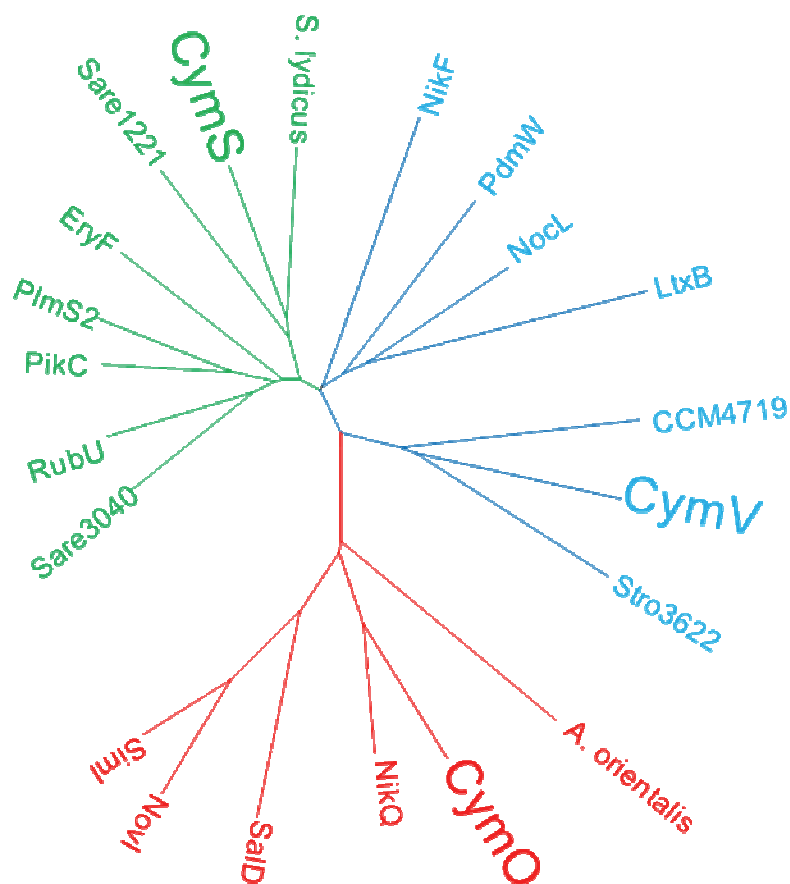 S. lydicus
CymS
Sare1221
EryF
PlmS2
PikC
RubU
Sare3040
NikF
PdmW
NocL
LtxB
CCM4719
CymV
Stro3622
A. orientalis
CymO
NikQ
SalD
NovI
SimI